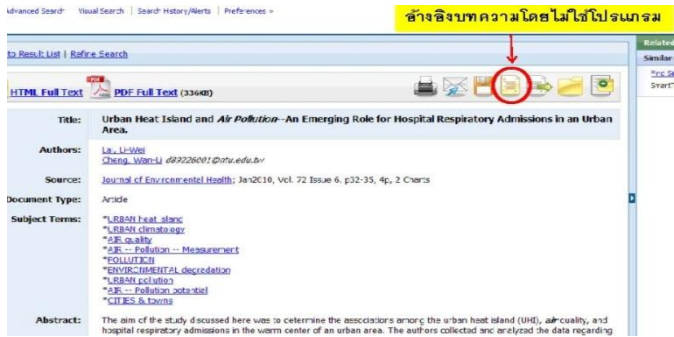 Advanced Search Visual Search Search History/Alerts Preferences »
อ้างอิงบทความโดยไม่ใช้โปรแกรม
to Result List | Refine Search
Related
Similar
HTML Full Text PDF Full Text (336KB)
Title: Urban Heat Island and Air Pollution--An Emerging Role for Hospital Respiratory Admissions in an Urban
Area.
Authors: Lai, Li-Wei
Cheng, Wan-Li
Source: Journal of Environmental Health; Jan2010, Vol. 72 Issue 6, p32-35, 4p, 2 Charts
Document Type: Article
Subject Terms: *URBAN heat island
*URBAN climatology
*AIR quality
*AIR -- Pollution -- Measurement
*POLLUTION
*ENVIRONMENTAL degradation
*URBAN pollution
*AIR -- Pollution potential
*CITIES & towns
Abstract: The aim of the study discussed here was to determine the associations among the urban heat island (UHI), air quality, and
hospital respiratory admissions in the warm center of an urban area. The authors collected and analyzed the data regarding